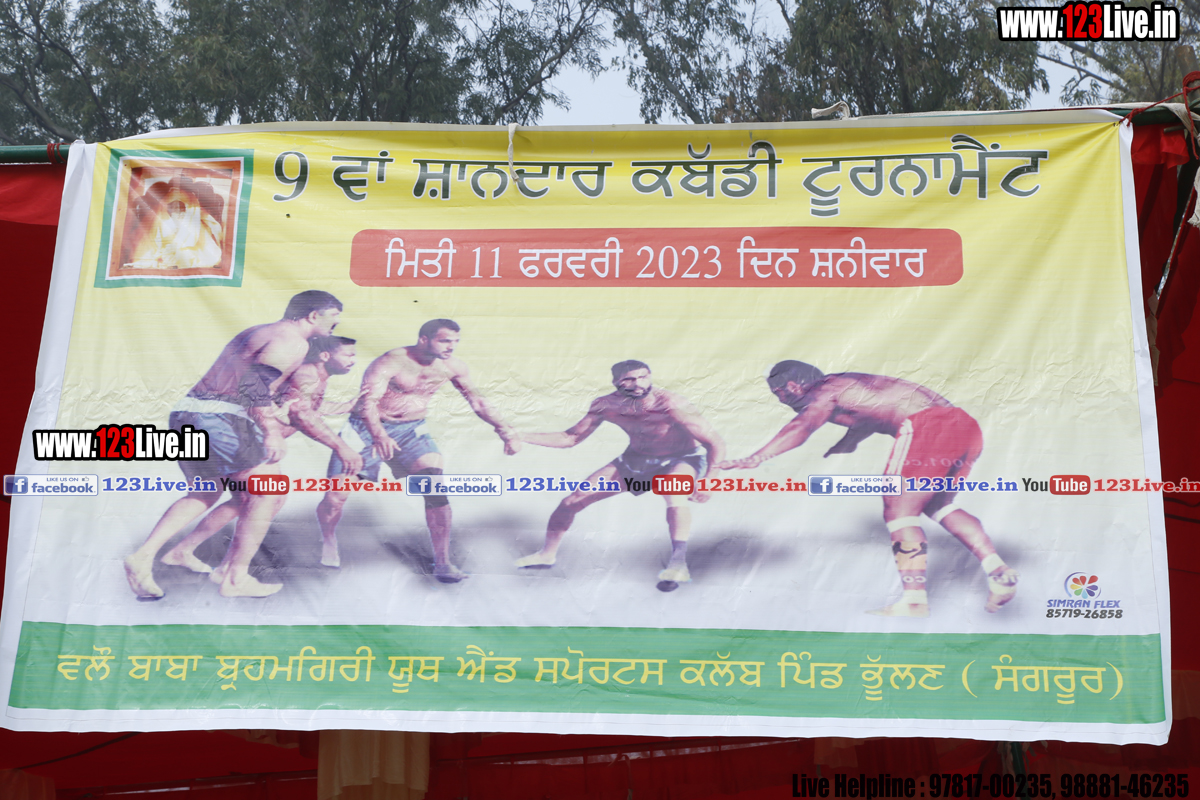 www.123Live.in
9 ਵਾਂ ਸ਼ਾਨਦਾਰ ਕਬੱਡੀ ਟੂਰਨਾਮੈਂਟ
ਮਿਤੀ 11 ਫਰਵਰੀ 2023 ਦਿਨ ਸ਼ਨੀਵਾਰ
www.123Live.in
LIKE US ON facebook 123Live.in YouTube 123Live.in LIKE US ON facebook 123Live.in YouTube 123Live.in LIKE US ON facebook 123Live.in YouTube 123Live.in
SIMRAN FLEX
85719-26858
ਵਲੌਂ ਬਾਬਾ ਬ੍ਰਹਮਗਿਰੀ ਯੂਥ ਐਂਡ ਸਪੋਰਟਸ ਕਲੱਬ ਪਿੰਡ ਭੂੱਲਣ ( ਸੰਗਰੂਰ)
Live Helpline : 97817-00235, 98881-46235